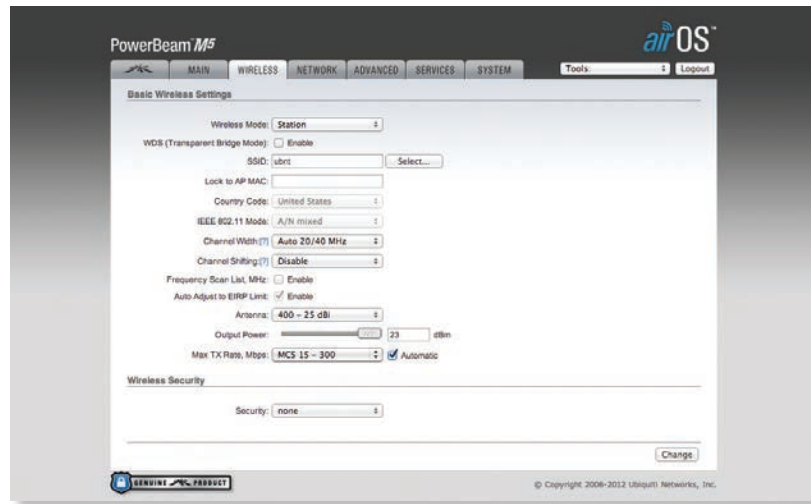 PowerBeam M5
airOS™
MAIN WIRELESS NETWORK ADVANCED SERVICES SYSTEM Tools: Logout
Basic Wireless Settings
Wireless Mode: Station
WDS (Transparent Bridge Mode): Enable
SSID: ubnt Select...
Lock to AP MAC:
Country Code: United States
IEEE 802.11 Mode: A/N mixed
Channel Width:[?] Auto 20/40 MHz
Channel Shifting:[?] Disable
Frequency Scan List, MHz: Enable
Auto Adjust to EIRP Limit: Enable
Antenna: 400 - 25 dBi
Output Power: 23 dBm
Max TX Rate, Mbps: MCS 15 - 300 Automatic
Wireless Security
Security: none
Change
GENUINE PRODUCT
© Copyright 2006-2012 Ubiquiti Networks, Inc.